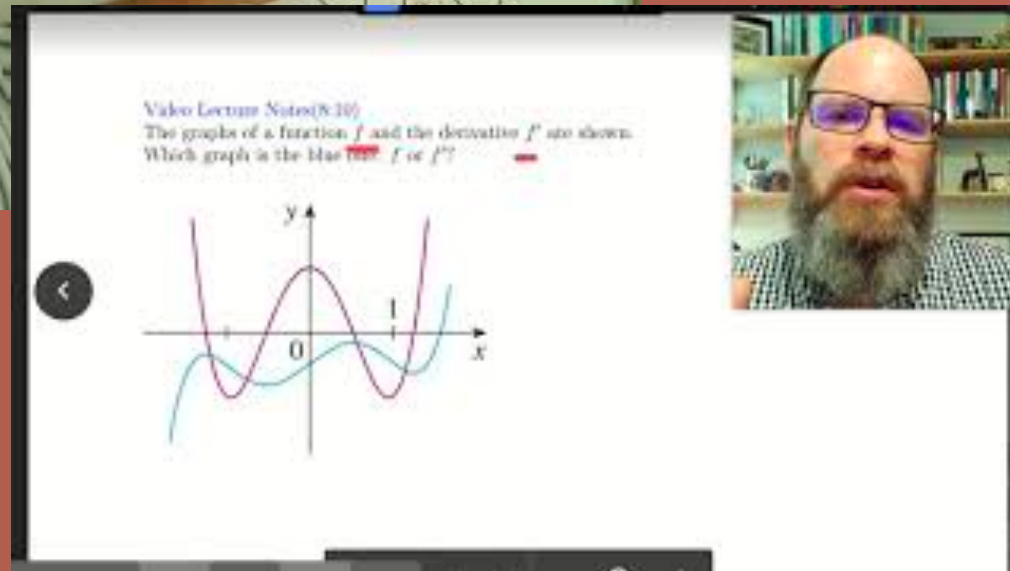 Video Lecture Notes(8:10)
The graphs of a function f and the derivative f' are shown.
Which graph is the blue f or f'?
y
1
0
x